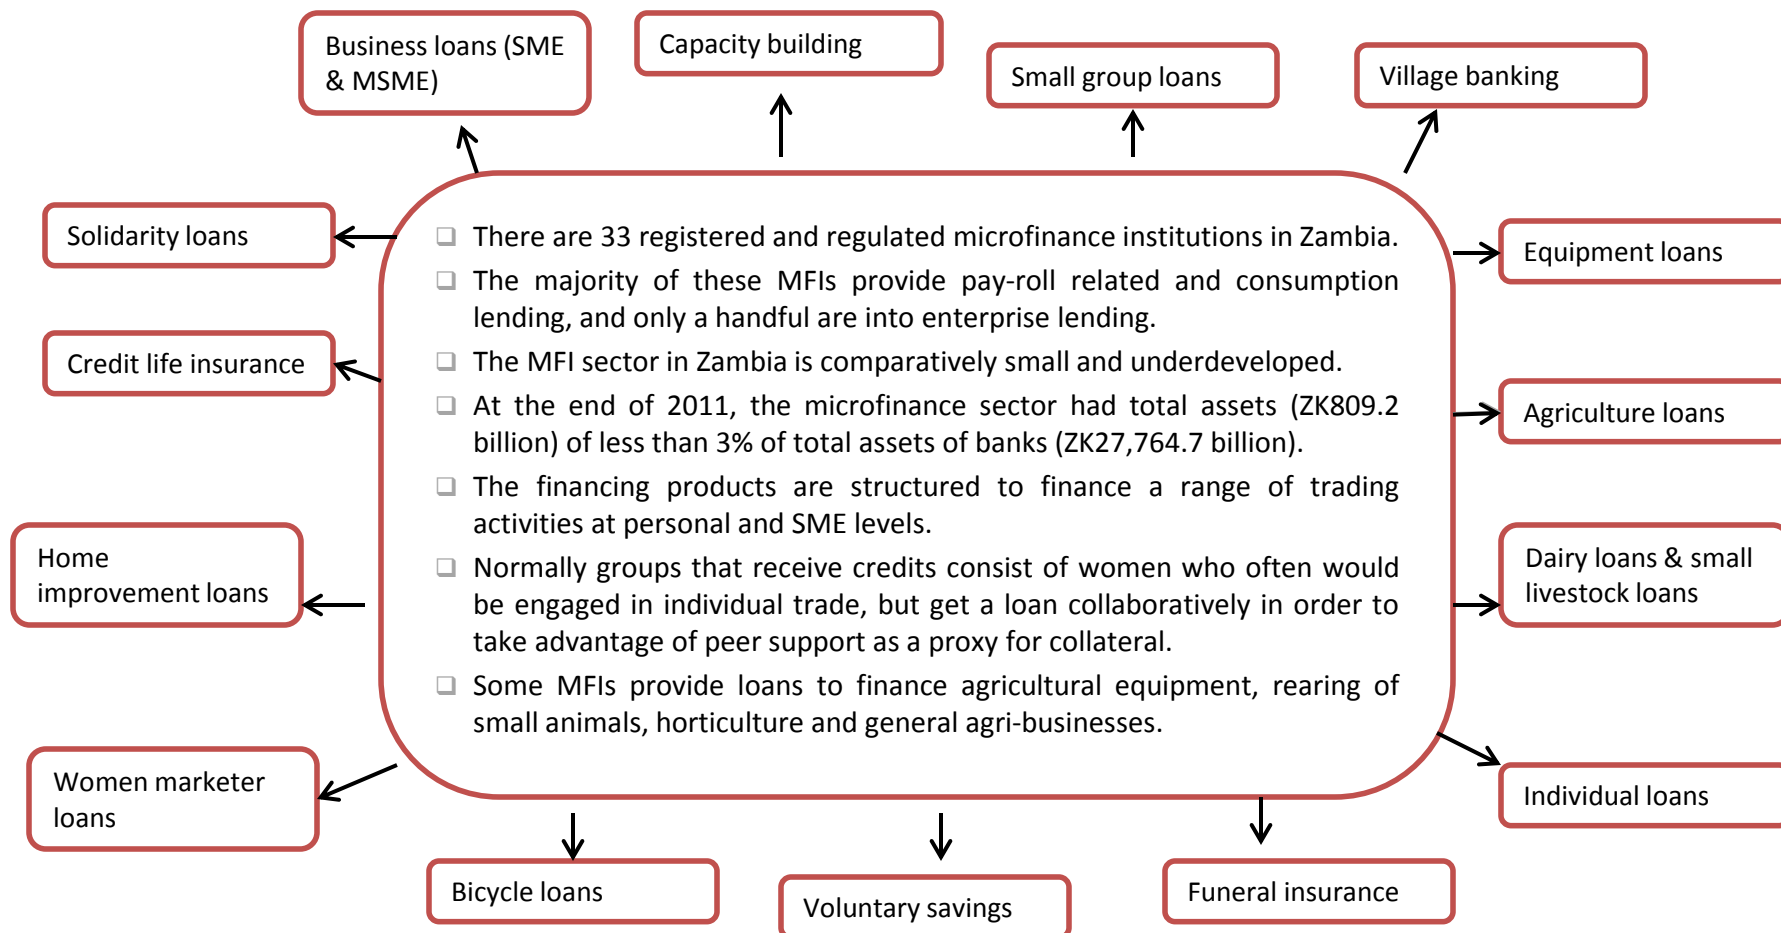 Business loans (SME
& MSME)
Capacity building
Small group loans
Village banking
Solidarity loans
Credit life insurance
Home
improvement loans
Women marketer
loans
There are 33 registered and regulated microfinance institutions in Zambia.
The majority of these MFIs provide pay-roll related and consumption
lending, and only a handful are into enterprise lending.
The MFI sector in Zambia is comparatively small and underdeveloped.
At the end of 2011, the microfinance sector had total assets (ZK809.2
billion) of less than 3% of total assets of banks (ZK27,764.7 billion).
The financing products are structured to finance a range of trading
activities at personal and SME levels.
Normally groups that receive credits consist of women who often would
be engaged in individual trade, but get a loan collaboratively in order to
take advantage of peer support as a proxy for collateral.
Some MFIs provide loans to finance agricultural equipment, rearing of
small animals, horticulture and general agri-businesses.
Equipment loans
Agriculture loans
Dairy loans & small
livestock loans
Individual loans
Bicycle loans
Voluntary savings
Funeral insurance